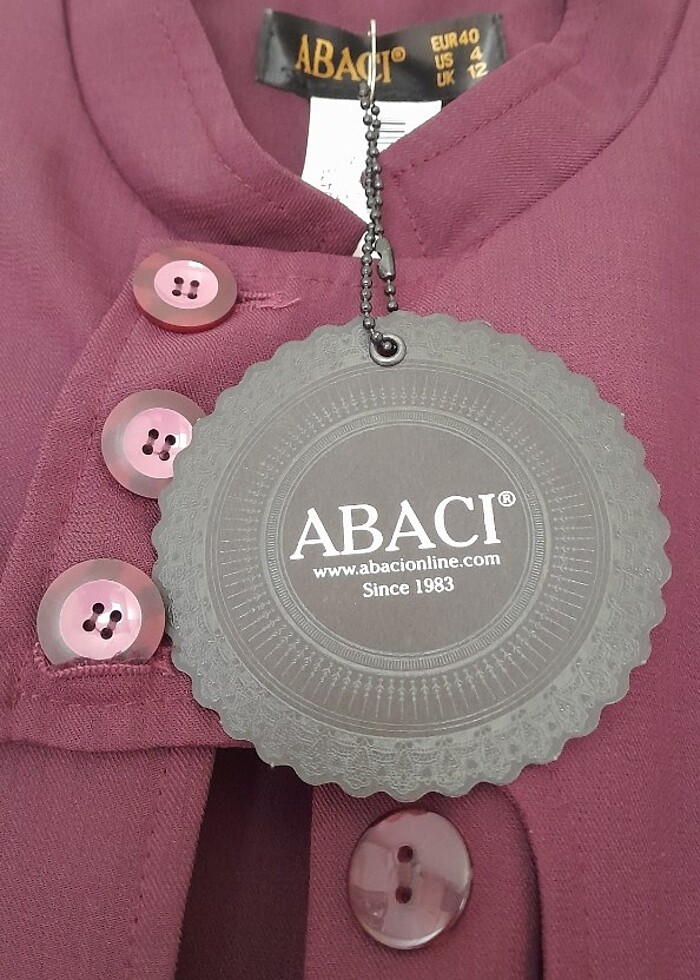 ABACI®
EUR 40
US 4
UK 12
ABACI®
www.abacionline.com
Since 1983